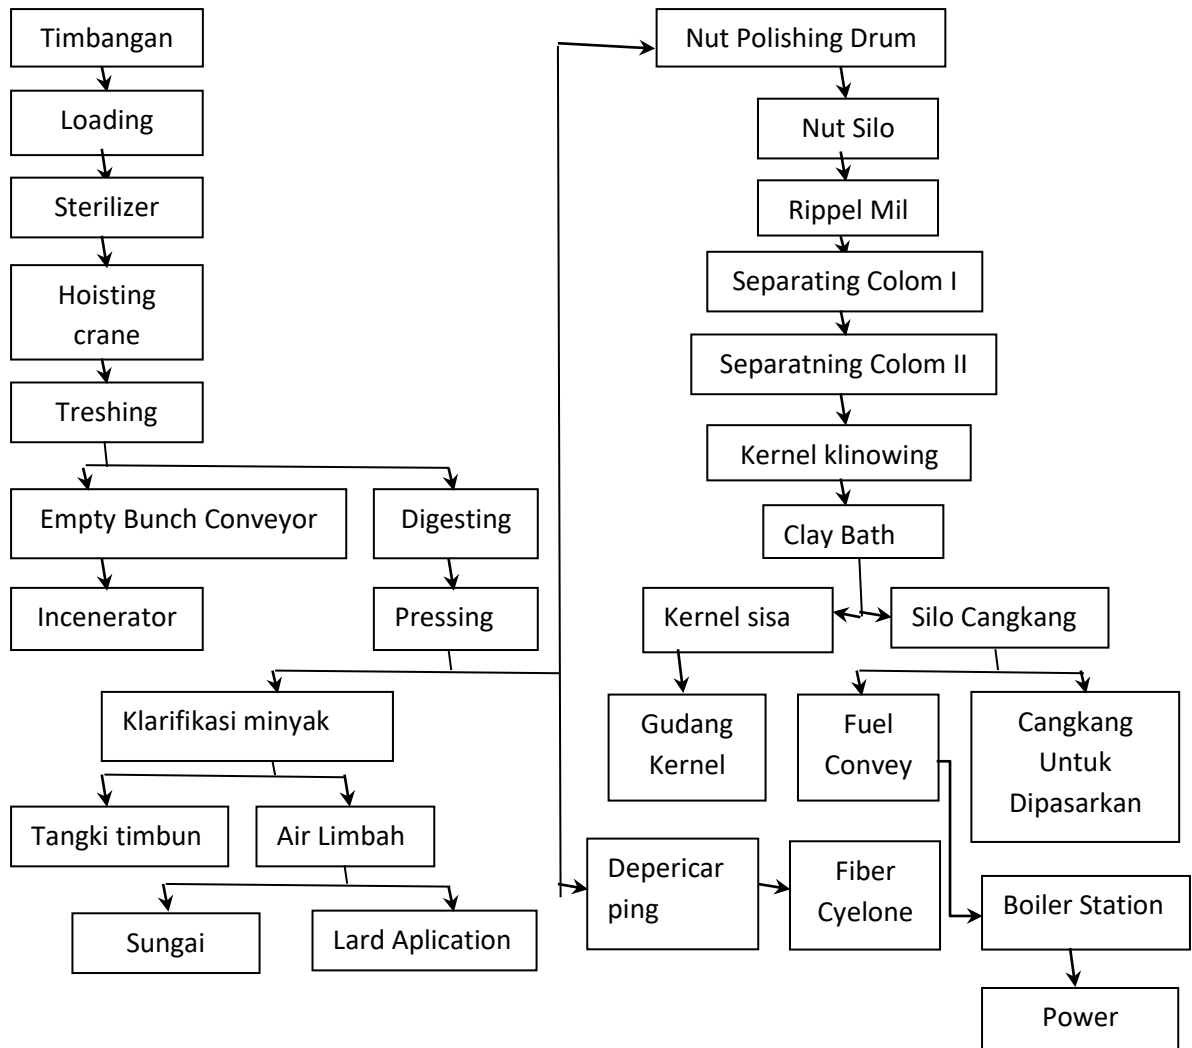 Timbangan
Loading
Sterilizer
Hoisting
crane
Treshing
Empty Bunch Conveyor
Digesting
Incenerator
Pressing
Klarifikasi minyak
Tangki timbun
Air Limbah
Sungai
Lard Aplication
Nut Polishing Drum
Nut Silo
Rippel Mil
Separating Colom I
Separatning Colom II
Kernel klinowing
Clay Bath
Kernel sisa
Silo Cangkang
Gudang
Kernel
Fuel
Convey
Cangkang
Untuk
Dipasarkan
Depericar
ping
Fiber
Cyelone
Boiler Station
Power